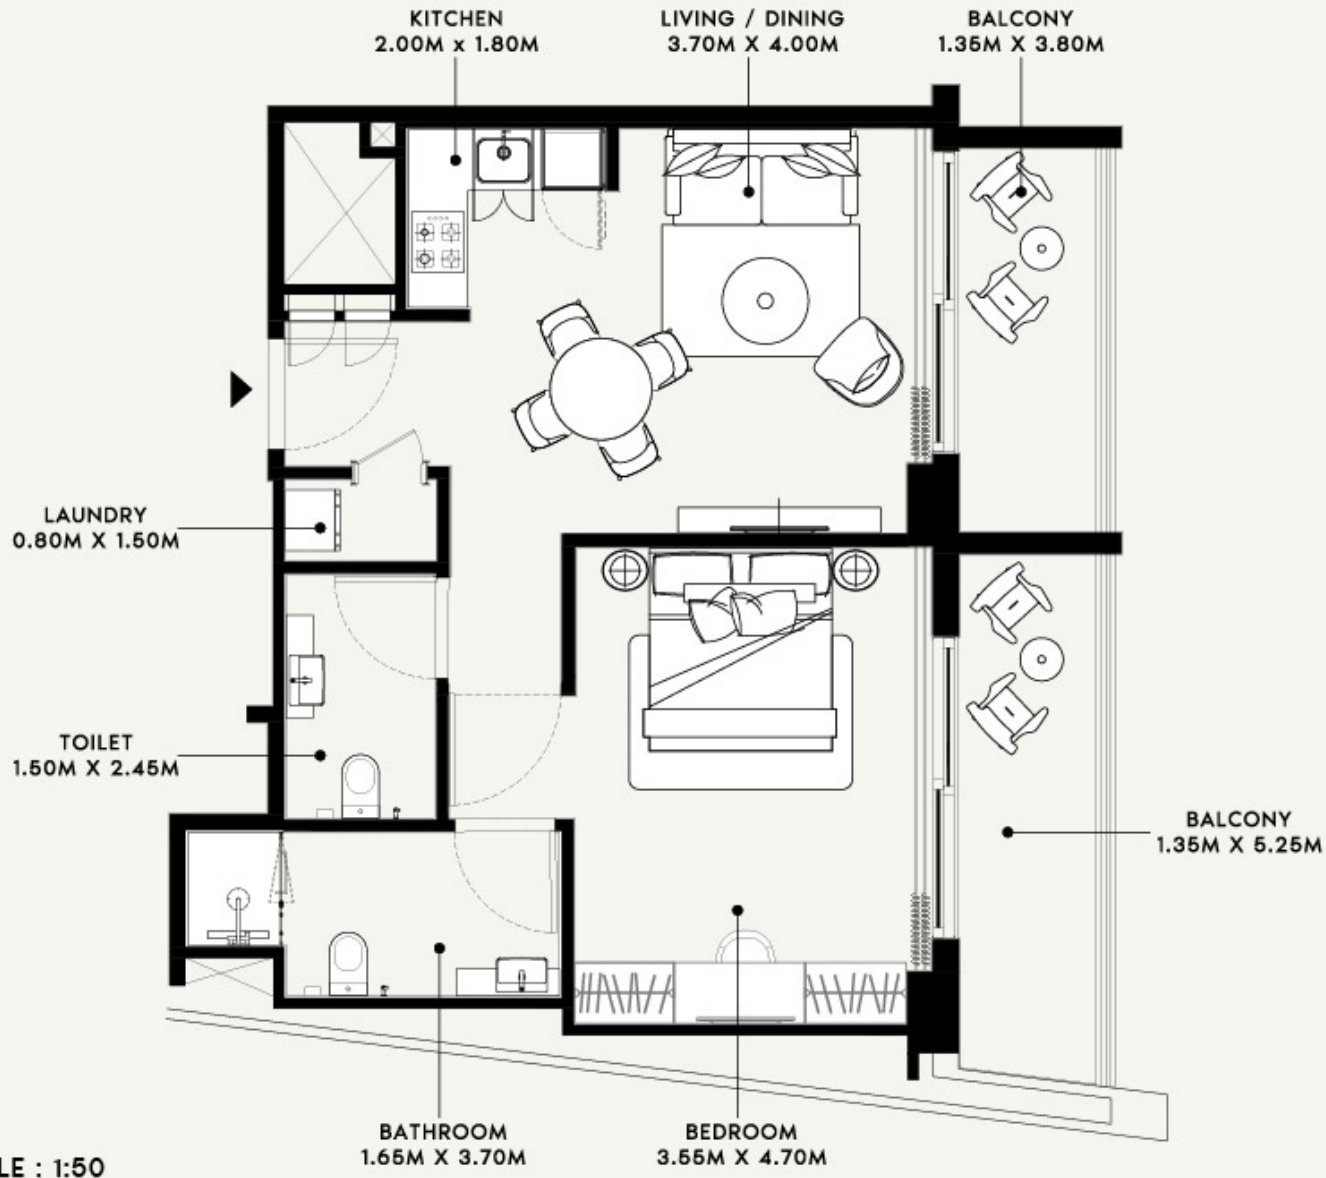 KITCHEN
2.00M x 1.80M
LIVING / DINING
3.70M X 4.00M
BALCONY
1.35M X 3.80M
LAUNDRY
0.80M X 1.50M
TOILET
1.50M X 2.45M
BALCONY
1.35M X 5.25M
BATHROOM
1.65M X 3.70M
BEDROOM
3.55M X 4.70M
LE : 1:50